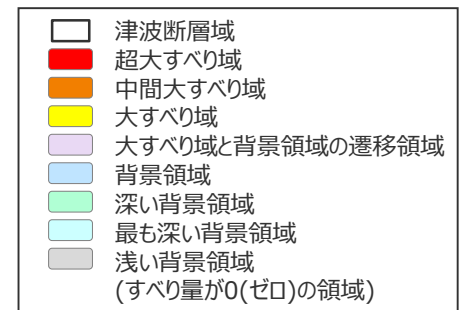 津波断層域
超大すべり域
中間大すべり域
大すべり域
大すべり域と背景領域の遷移領域
背景領域
深い背景領域
最も深い背景領域
浅い背景領域
(すべり量が0(ゼロ)の領域)